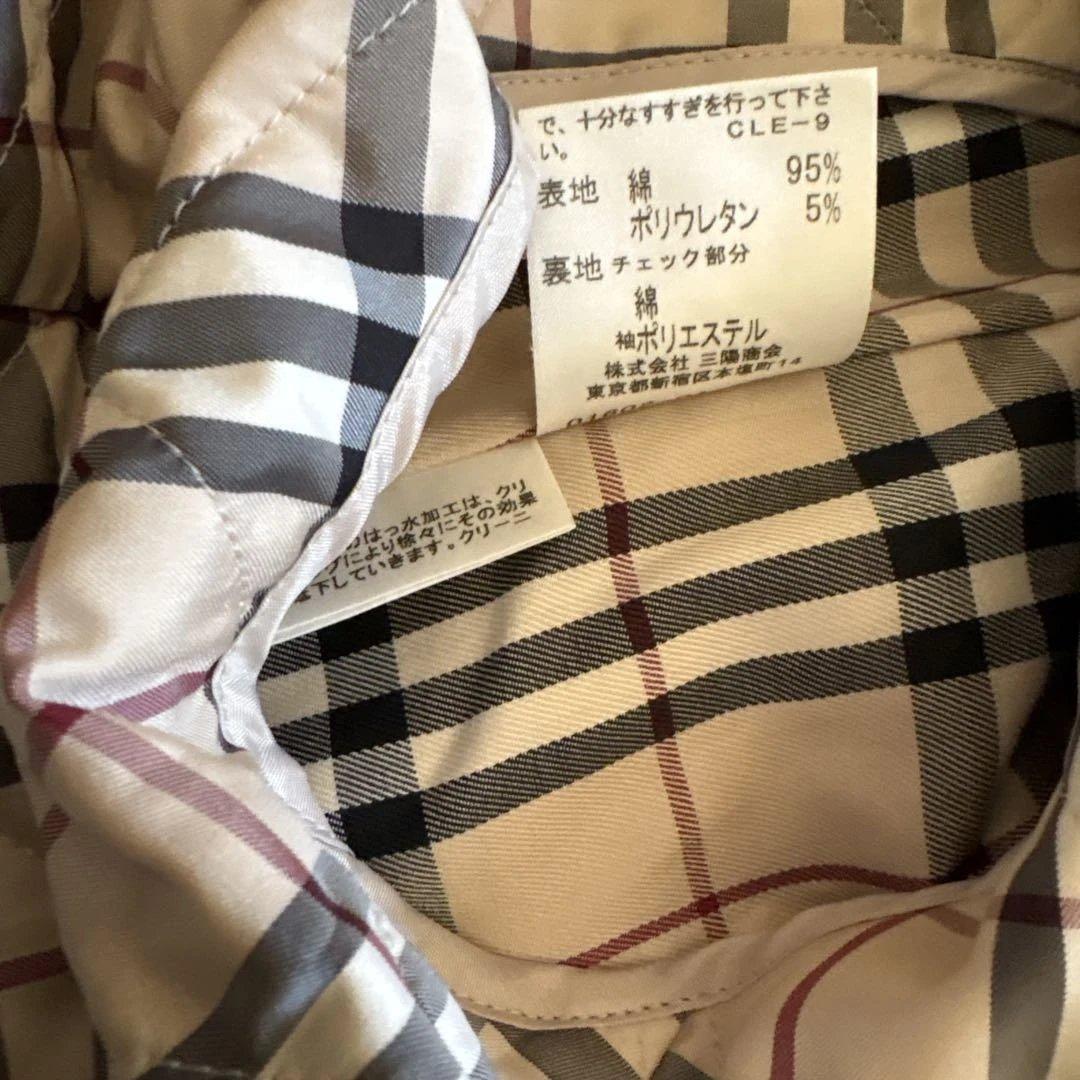 で、十分なすすぎを行って下さ
い。 CLE-9
表地 綿 95%
ポリウレタン 5%
裏地 チェック部分
綿
袖ポリエステル
株式会社 三陽商会
東京都新宿区本塩町14
はっ水加工は、クリ
グにより徐々にその効果
下していきます。クリーニ